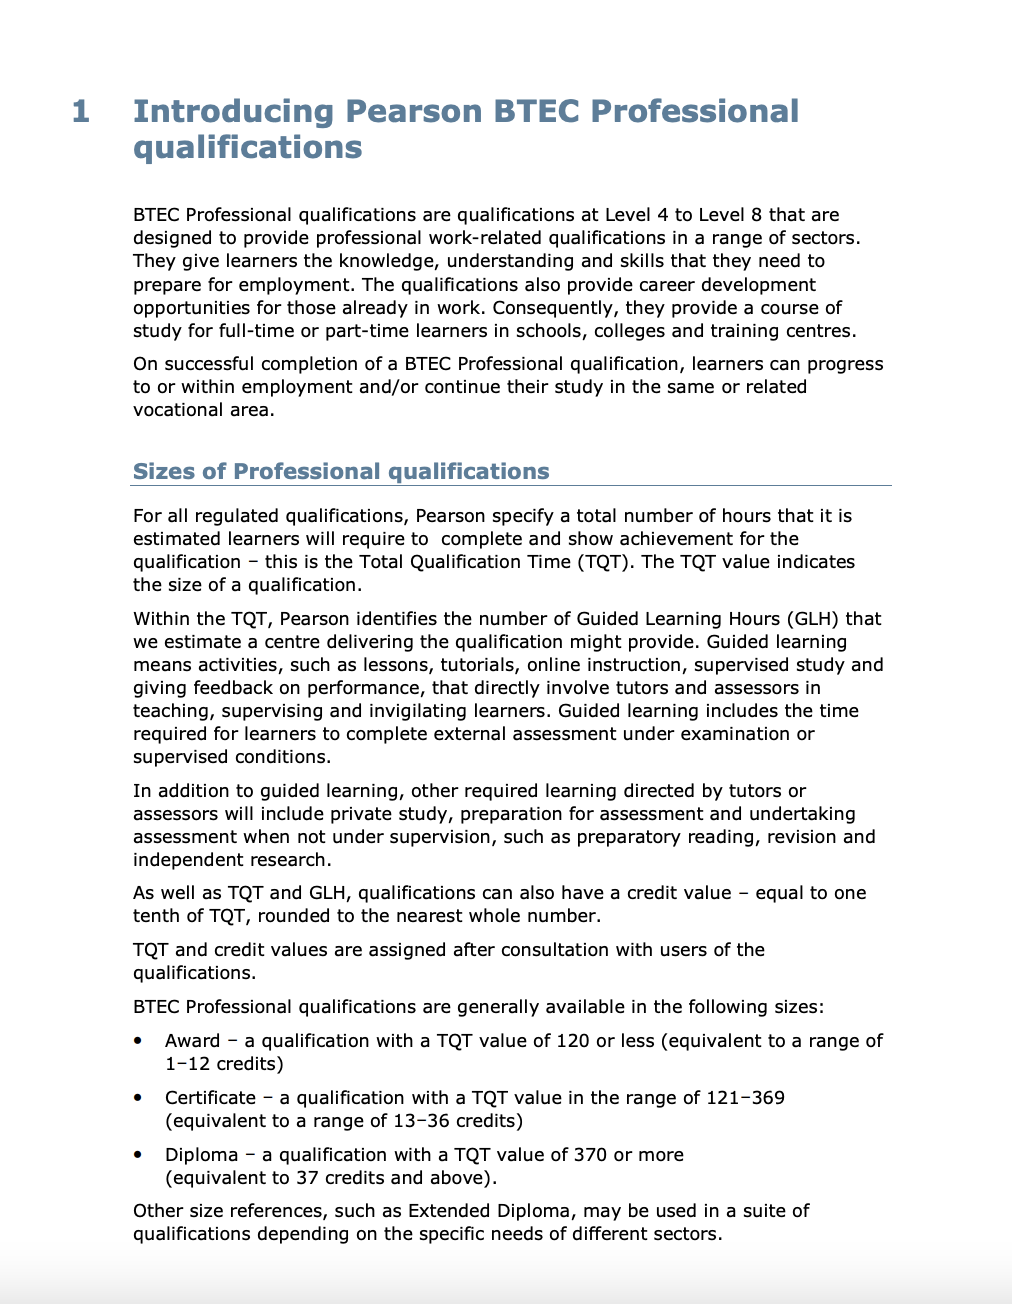 1 Introducing Pearson BTEC Professional
qualifications
BTEC Professional qualifications are qualifications at Level 4 to Level 8 that are
designed to provide professional work-related qualifications in a range of sectors.
They give learners the knowledge, understanding and skills that they need to
prepare for employment. The qualifications also provide career development
opportunities for those already in work. Consequently, they provide a course of
study for full-time or part-time learners in schools, colleges and training centres.
On successful completion of a BTEC Professional qualification, learners can progress
to or within employment and/or continue their study in the same or related
vocational area.
Sizes of Professional qualifications
For all regulated qualifications, Pearson specify a total number of hours that it is
estimated learners will require to  complete and show achievement for the
qualification – this is the Total Qualification Time (TQT). The TQT value indicates
the size of a qualification.
Within the TQT, Pearson identifies the number of Guided Learning Hours (GLH) that
we estimate a centre delivering the qualification might provide. Guided learning
means activities, such as lessons, tutorials, online instruction, supervised study and
giving feedback on performance, that directly involve tutors and assessors in
teaching, supervising and invigilating learners. Guided learning includes the time
required for learners to complete external assessment under examination or
supervised conditions.
In addition to guided learning, other required learning directed by tutors or
assessors will include private study, preparation for assessment and undertaking
assessment when not under supervision, such as preparatory reading, revision and
independent research.
As well as TQT and GLH, qualifications can also have a credit value – equal to one
tenth of TQT, rounded to the nearest whole number.
TQT and credit values are assigned after consultation with users of the
qualifications.
BTEC Professional qualifications are generally available in the following sizes:
• Award – a qualification with a TQT value of 120 or less (equivalent to a range of
1–12 credits)
• Certificate – a qualification with a TQT value in the range of 121–369
(equivalent to a range of 13–36 credits)
• Diploma – a qualification with a TQT value of 370 or more
(equivalent to 37 credits and above).
Other size references, such as Extended Diploma, may be used in a suite of
qualifications depending on the specific needs of different sectors.